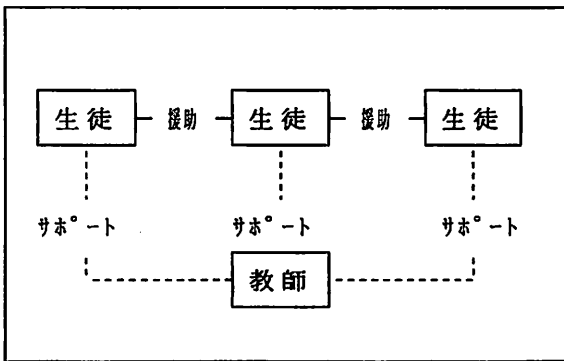 生徒 援助 生徒 援助 生徒
サポート サポート サポート
教師